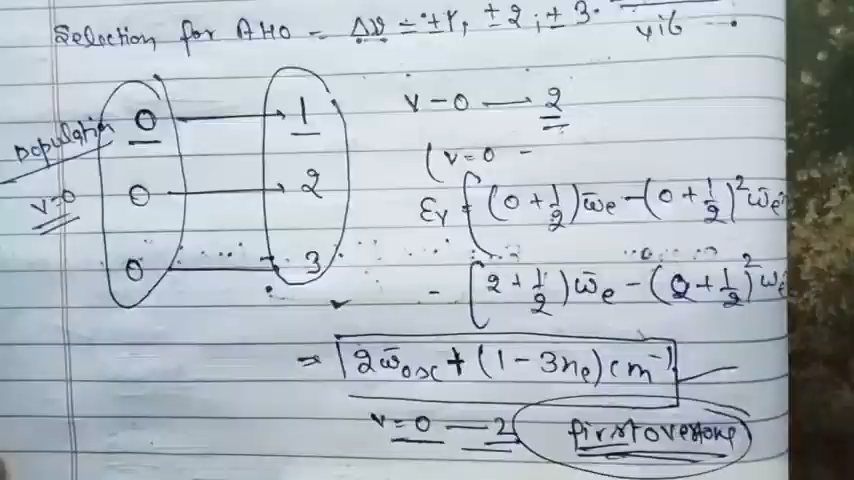 Selection for AHO - Δν = ±1, ±2, ±3.
vib
0 → 1
population
v=0
0 → 2
0 → 3
v-0 — 2
(v=0 -
εv = [(0+1/2)ω̄e - (0+1/2)²ω̄e
- [2+1/2)ω̄e - (2+1/2)²ω̄e
⇒ 2ω̄osc + (1-3ne) cm⁻¹
v=0 — 2 first overtone